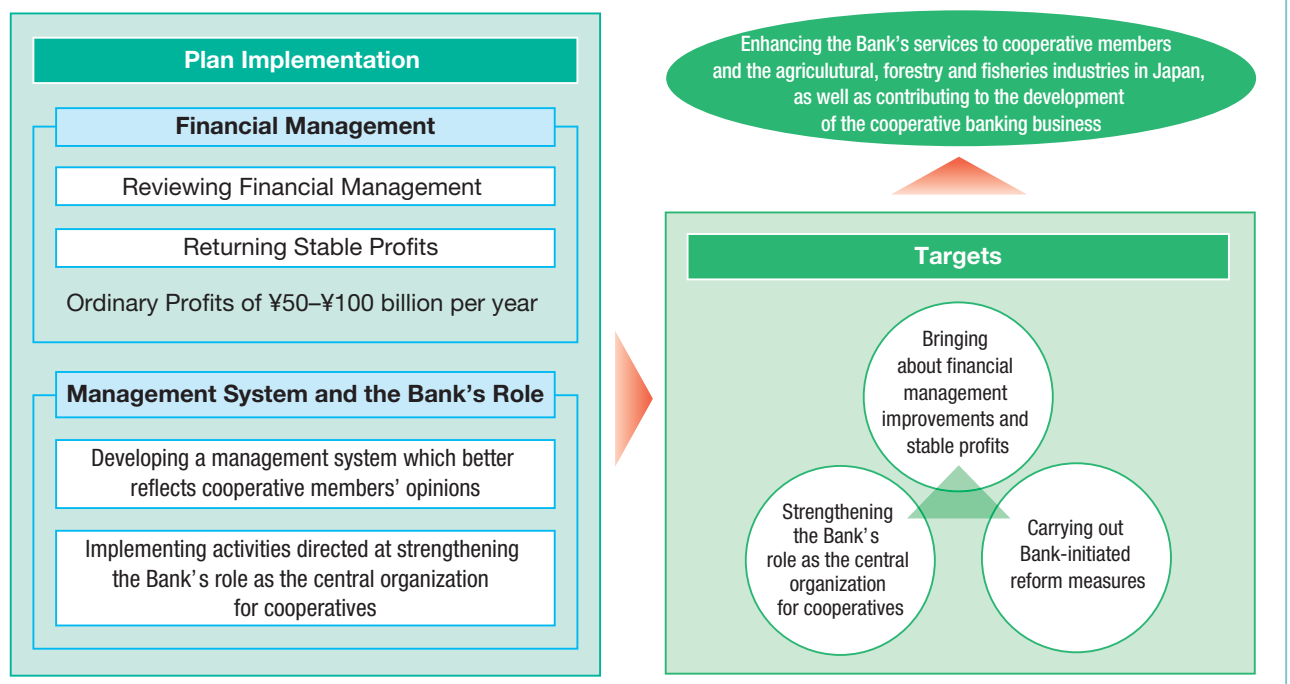 Plan Implementation
Financial Management
Reviewing Financial Management
Returning Stable Profits
Ordinary Profits of ¥50–¥100 billion per year
Management System and the Bank's Role
Developing a management system which better
reflects cooperative members' opinions
Implementing activities directed at strengthening
the Bank's role as the central organization
for cooperatives
Enhancing the Bank's services to cooperative members
and the agriculutural, forestry and fisheries industries in Japan,
as well as contributing to the development
of the cooperative banking business
Targets
Bringing
about financial
management
improvements and
stable profits
Strengthening
the Bank's
role as the central
organization
for cooperatives
Carrying out
Bank-initiated
reform measures